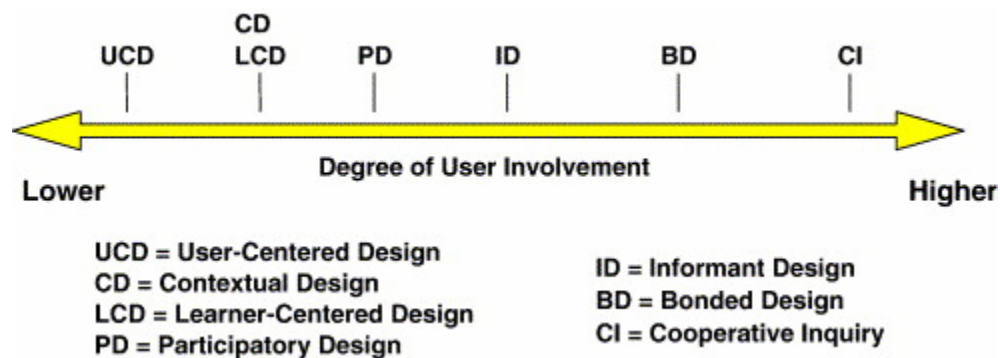 CD
UCD LCD PD ID BD CI
Degree of User Involvement
Lower Higher
UCD = User-Centered Design
CD = Contextual Design
LCD = Learner-Centered Design
PD = Participatory Design
ID = Informant Design
BD = Bonded Design
CI = Cooperative Inquiry